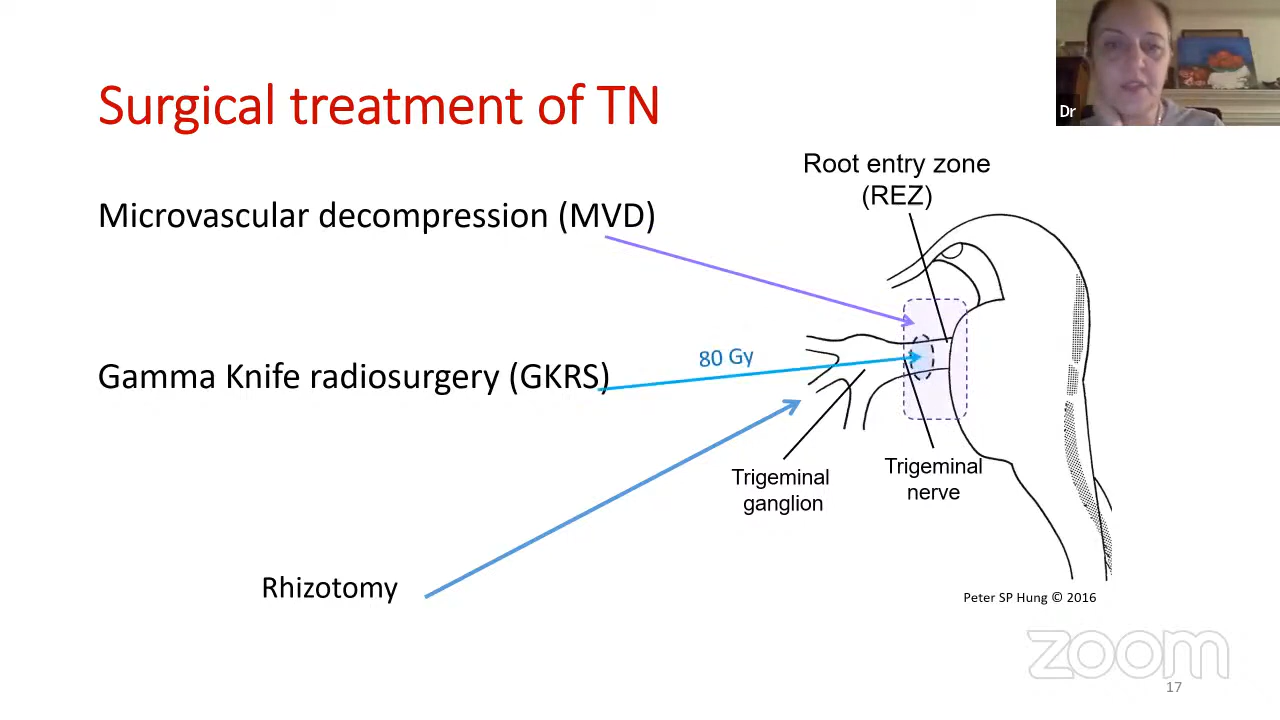 Surgical treatment of TN
Dr
Root entry zone
(REZ)
Microvascular decompression (MVD)
80 Gy
Gamma Knife radiosurgery (GKRS)
Trigeminal
ganglion
Trigeminal
nerve
Rhizotomy
Peter SP Hung © 2016
zoom
17